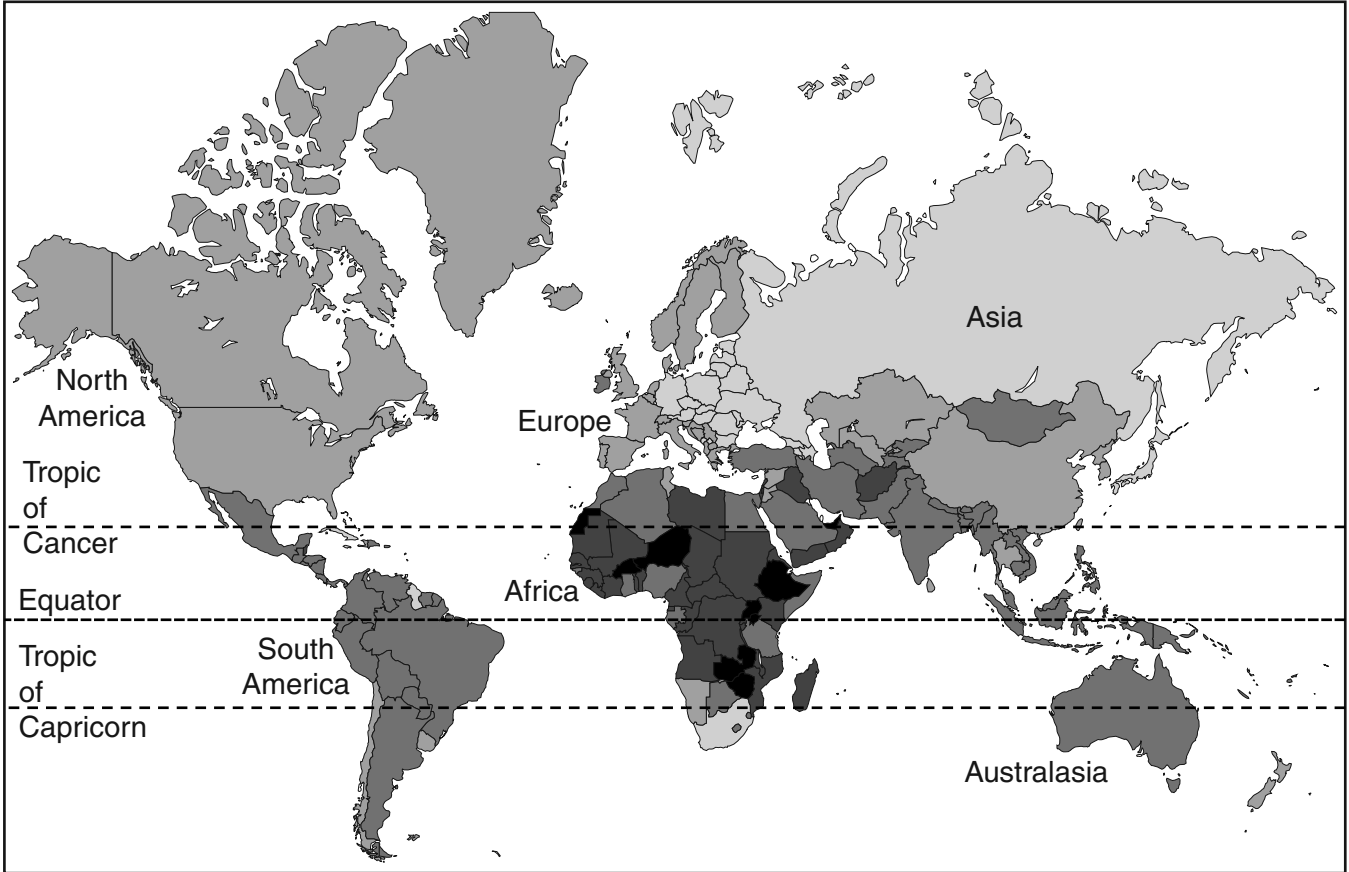 Asia
North
America
Europe
Tropic
of
Cancer
Africa
Equator
South
America
Tropic
of
Capricorn
Australasia